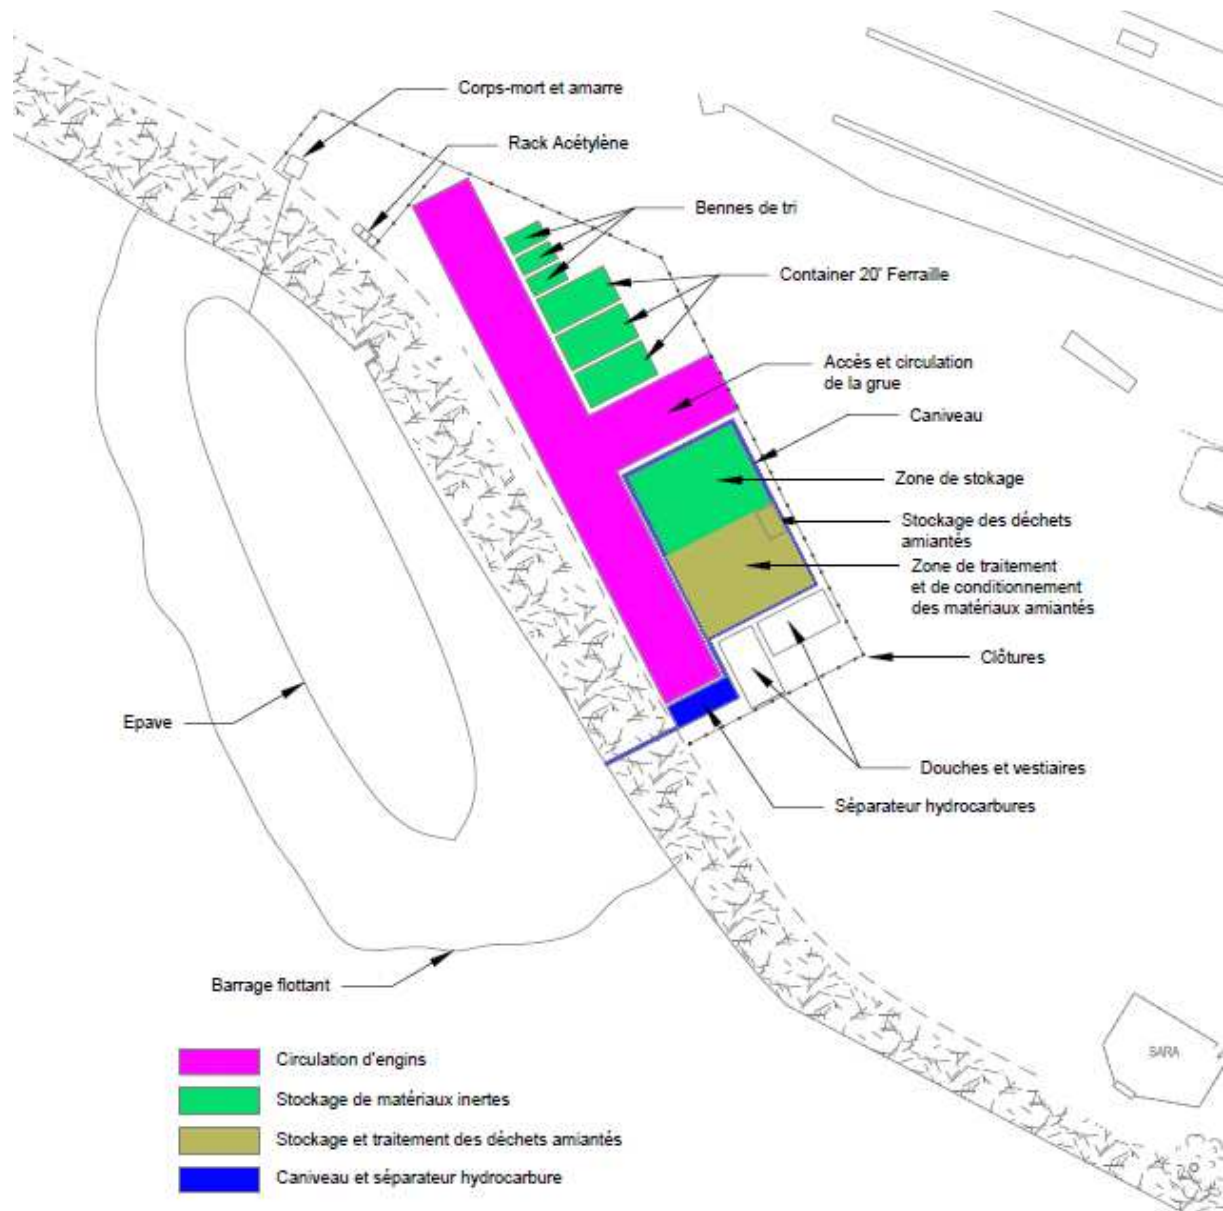 Corps-mort et amarre
Rack Acétylène
Bennes de tri
Container 20' Ferraille
Accès et circulation
de la grue
Caniveau
Zone de stokage
Stockage des déchets
amiantés
Zone de traitement
et de conditionnement
des matériaux amiantés
Clôtures
Epave
Douches et vestiaires
Séparateur hydrocarbures
Barrage flottant
SARA
Circulation d'engins
Stockage de matériaux inertes
Stockage et traitement des déchets amiantés
Caniveau et séparateur hydrocarbure